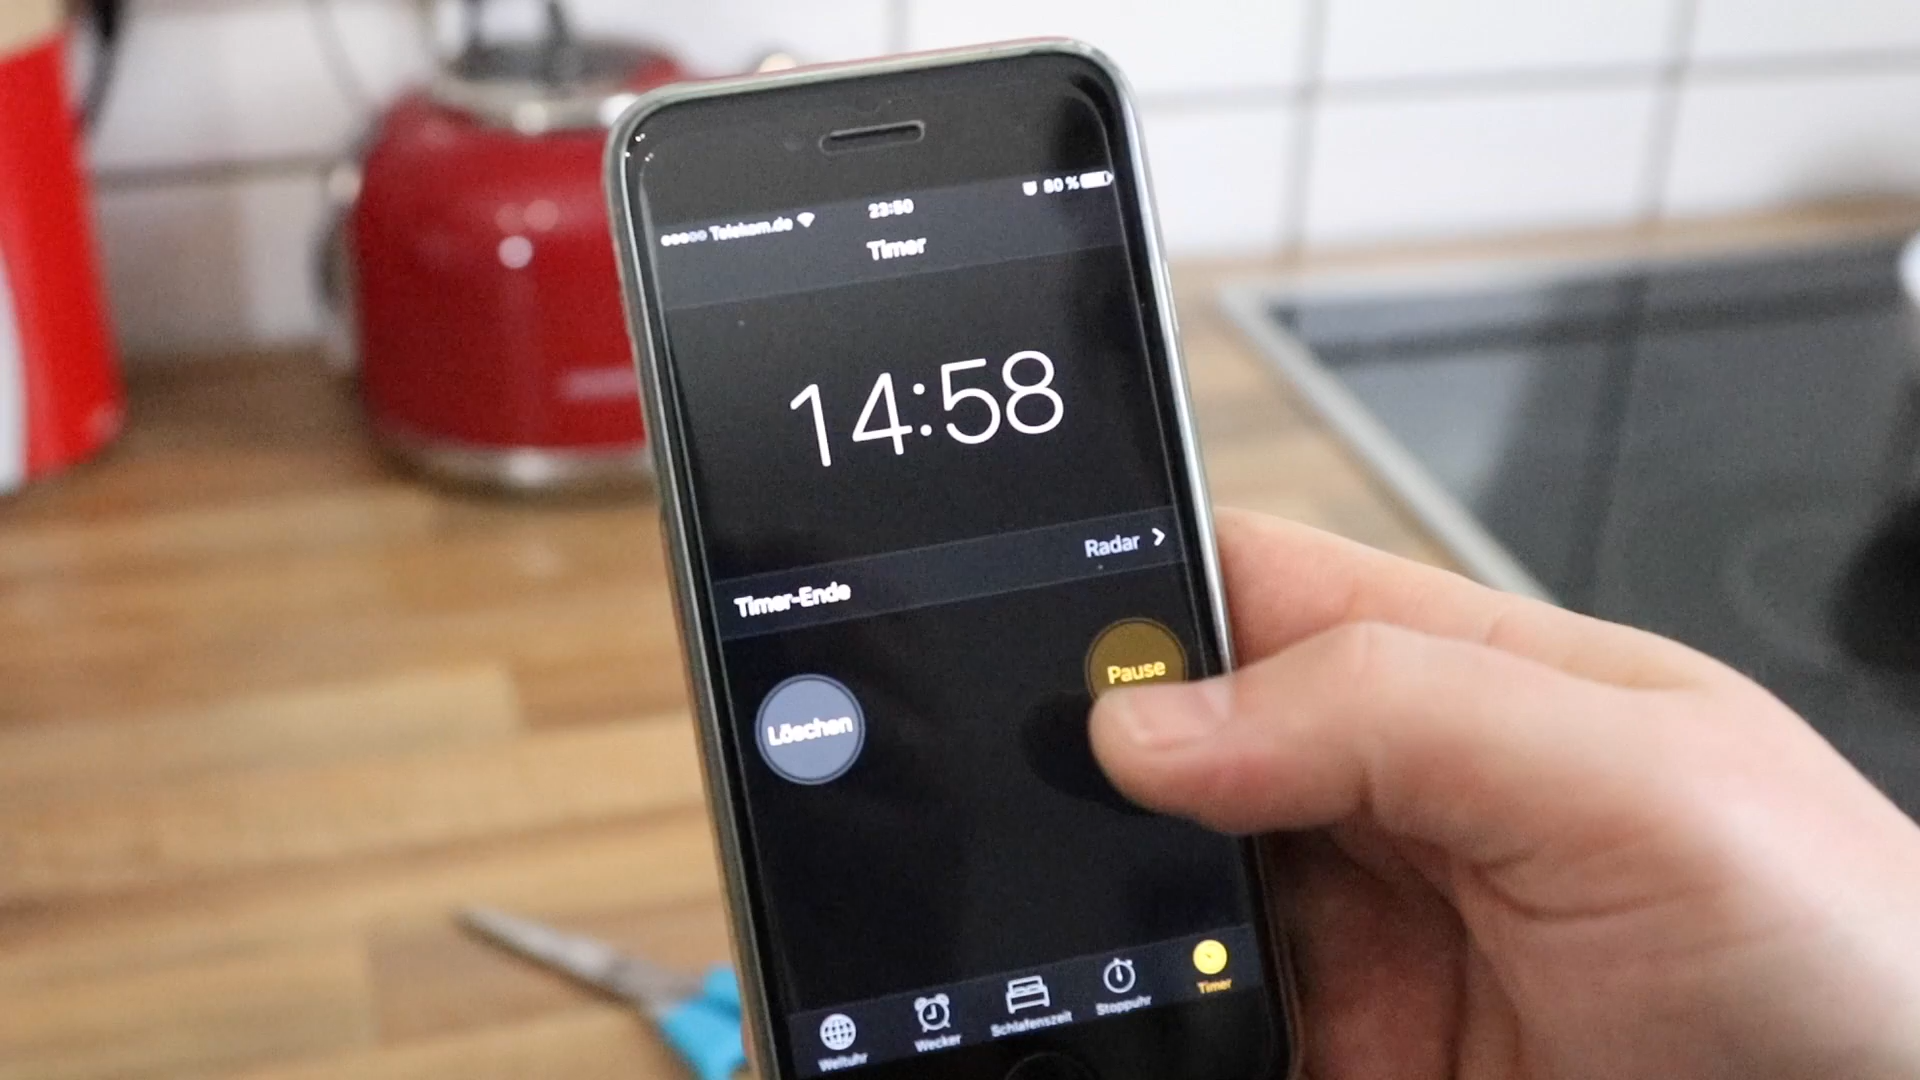 Telekom.de
23:50
80 %
Timer
14:58
Timer-Ende
Radar
Löschen
Pause
Weltuhr
Wecker
Schlafenszeit
Stoppuhr
Timer